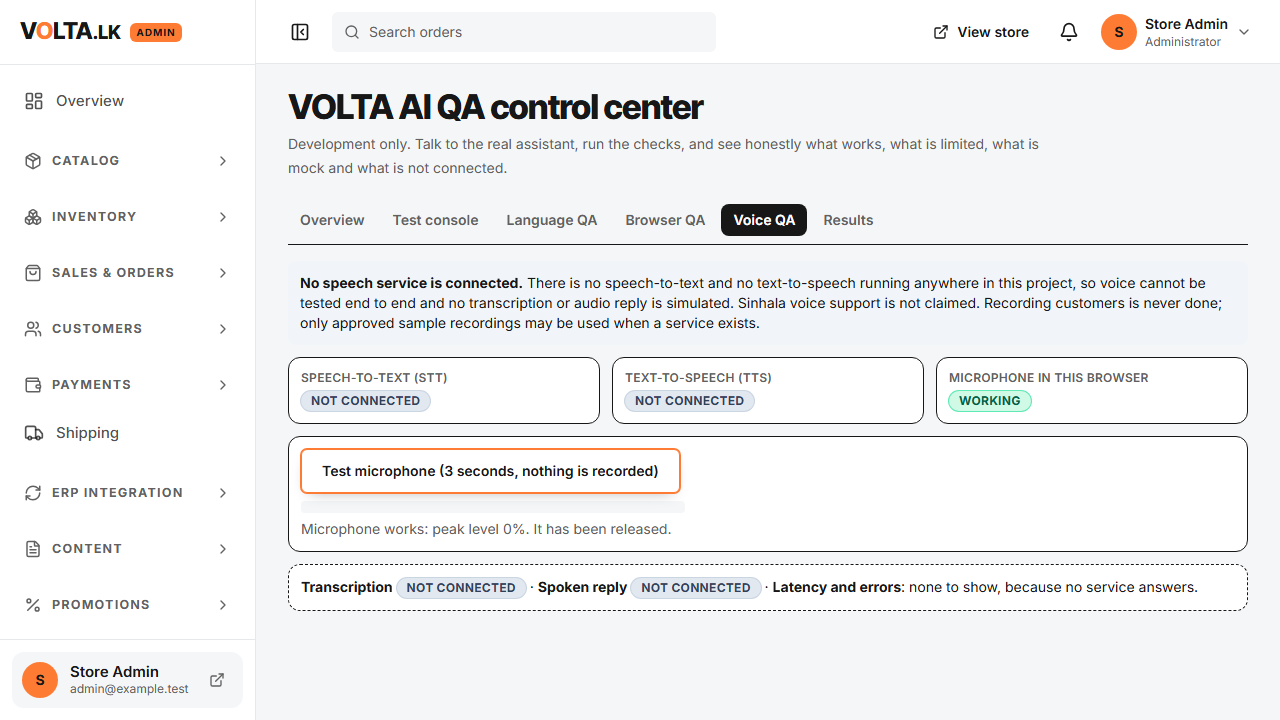 VOLTA.LK ADMIN
Search orders
View store
S
Store Admin
Administrator
Overview
CATALOG
INVENTORY
SALES & ORDERS
CUSTOMERS
PAYMENTS
Shipping
ERP INTEGRATION
CONTENT
PROMOTIONS
S
Store Admin
admin@example.test
VOLTA AI QA control center
Development only. Talk to the real assistant, run the checks, and see honestly what works, what is limited, what is
mock and what is not connected.
Overview Test console Language QA Browser QA Voice QA Results
No speech service is connected. There is no speech-to-text and no text-to-speech running anywhere in this project, so voice cannot be
tested end to end and no transcription or audio reply is simulated. Sinhala voice support is not claimed. Recording customers is never done;
only approved sample recordings may be used when a service exists.
SPEECH-TO-TEXT (STT)
NOT CONNECTED
TEXT-TO-SPEECH (TTS)
NOT CONNECTED
MICROPHONE IN THIS BROWSER
WORKING
Test microphone (3 seconds, nothing is recorded)
Microphone works: peak level 0%. It has been released.
Transcription NOT CONNECTED · Spoken reply NOT CONNECTED · Latency and errors: none to show, because no service answers.